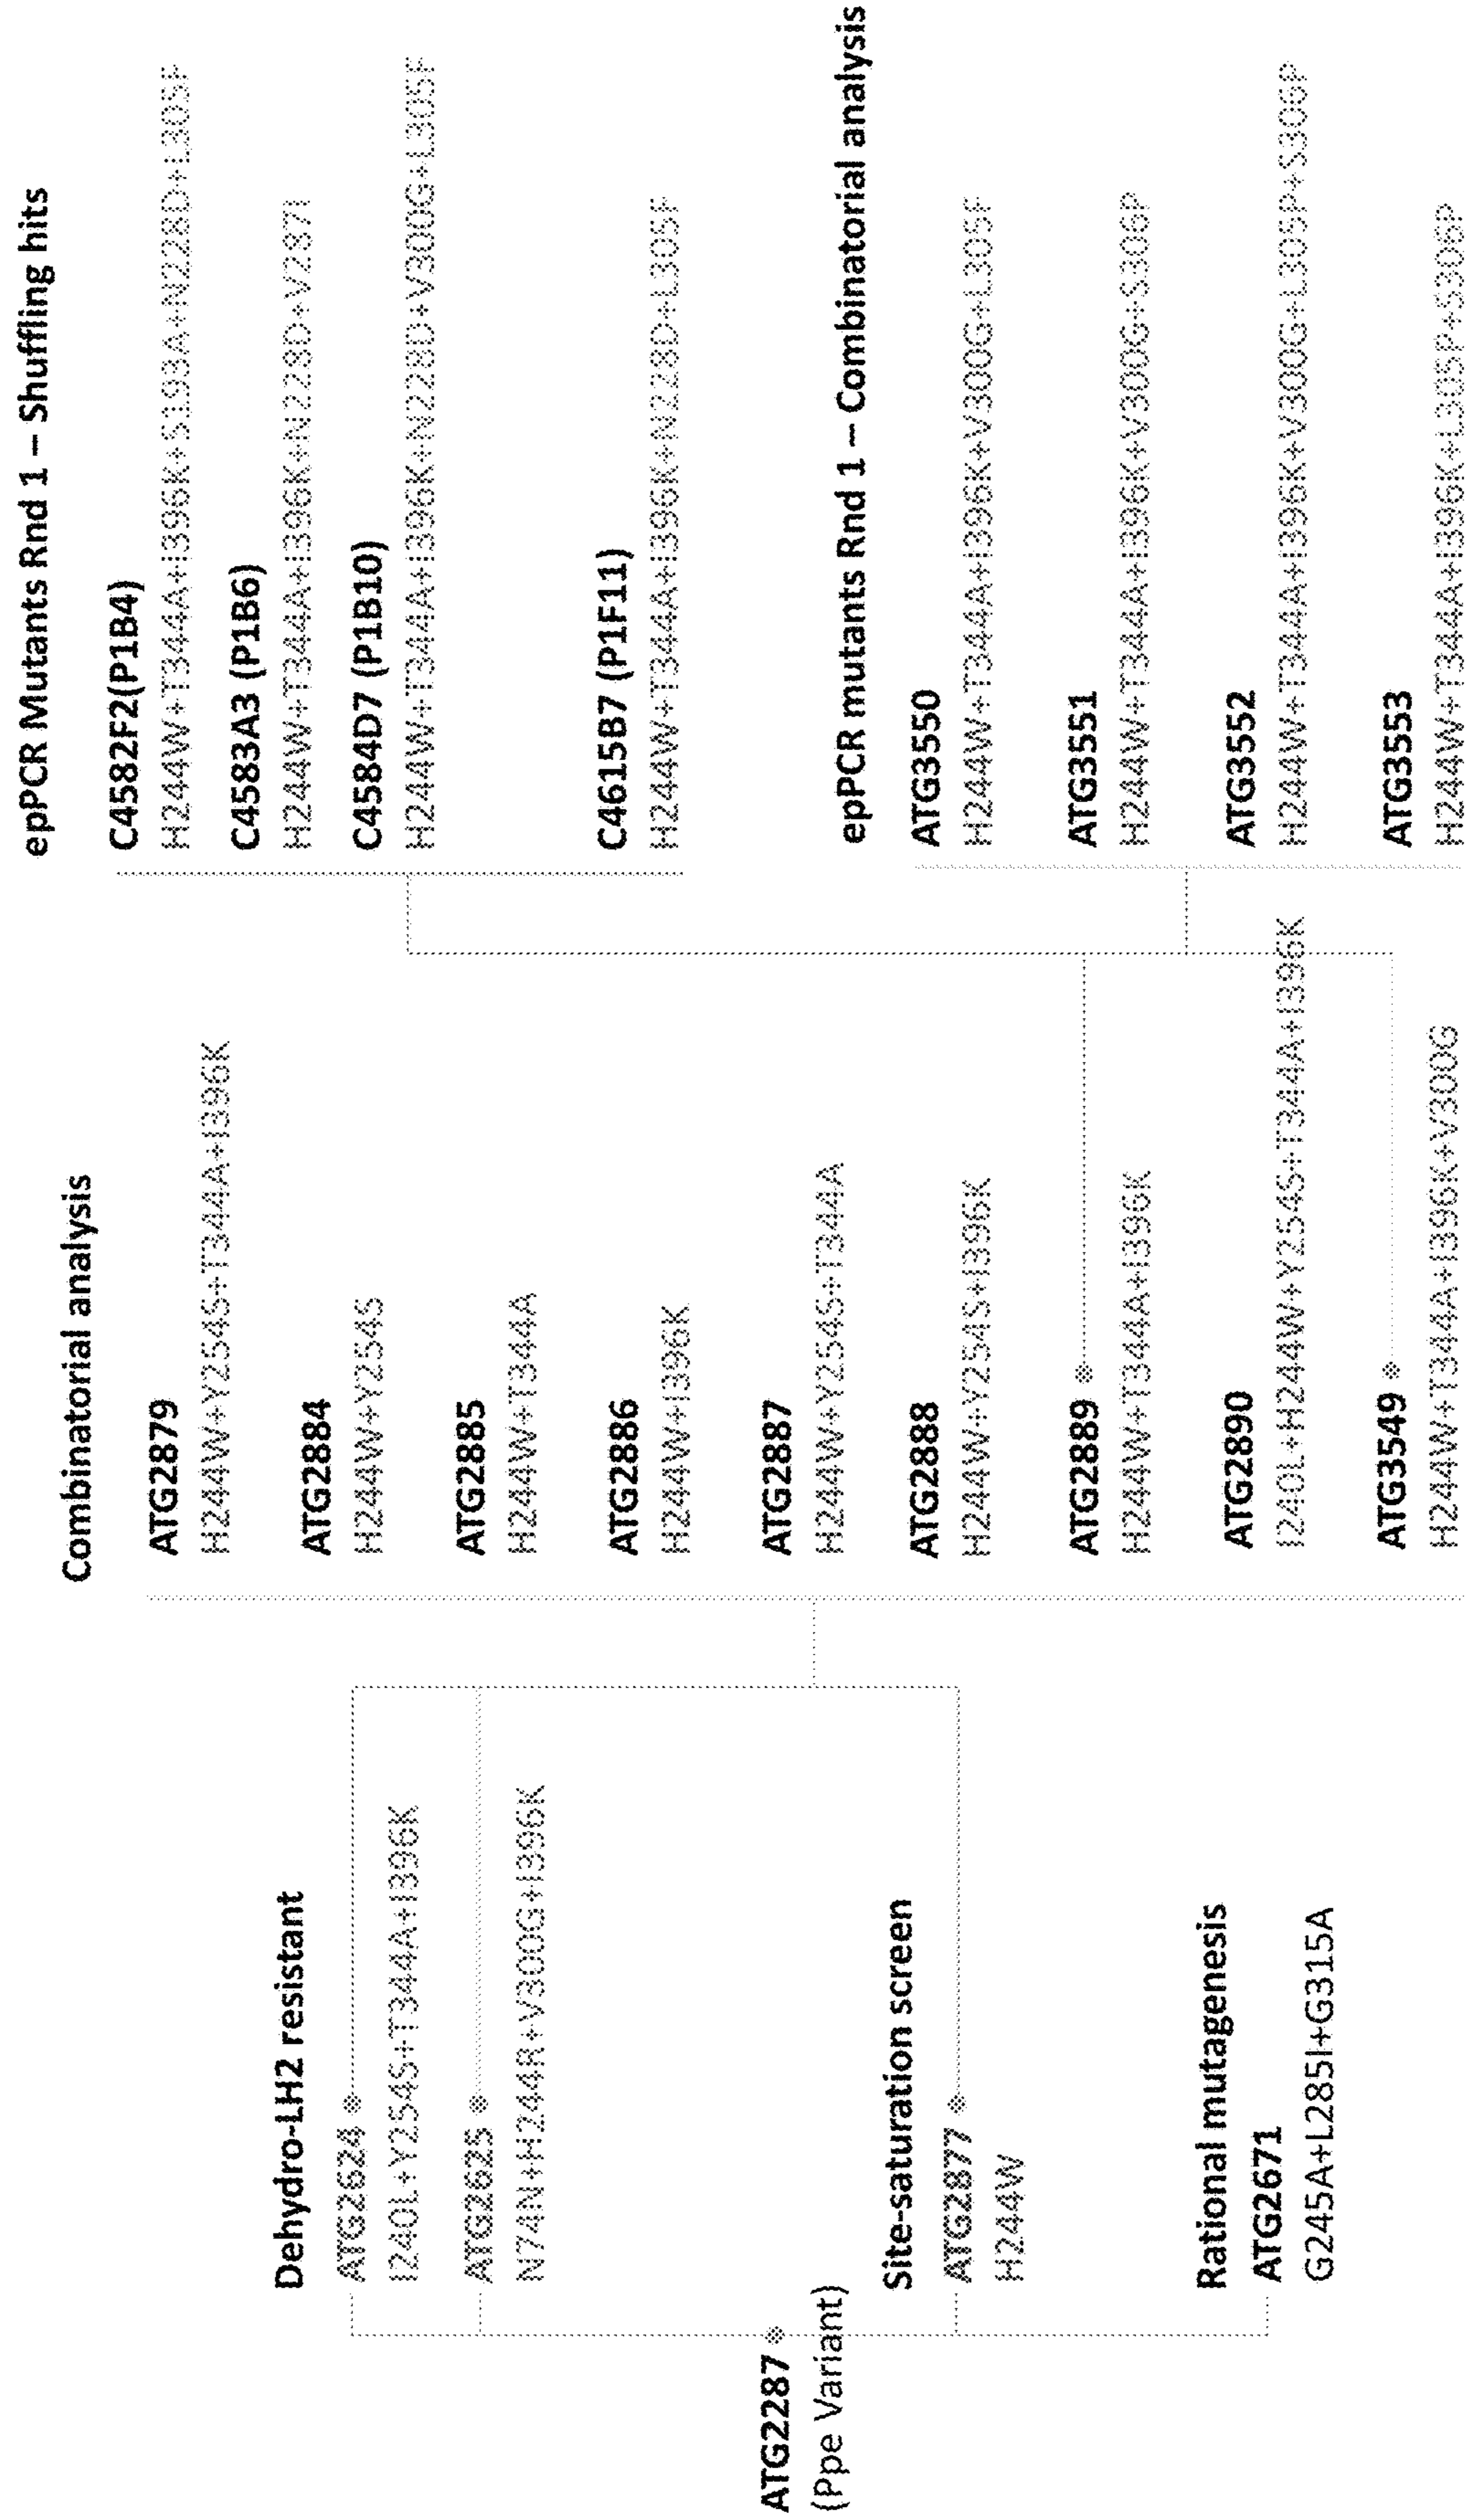 ATG2287
(Ppe Variant)
Dehydro-LH2 resistant
ATG2624
I240L+Y254S+T344A+I396K
ATG2625
N74N+H244R+V300G+I396K
Site-saturation screen
ATG2877
H244W
Rational mutagenesis
ATG2671
G245A+L285I+G315A
Combinatorial analysis
ATG2879
H244W+Y254S+T344A+I396K
ATG2884
H244W+Y254S
ATG2885
H244W+T344A
ATG2886
H244W+I396K
ATG2887
H244W+Y254S+T344A
ATG2888
H244W+Y254S+I396K
ATG2889
H244W+T344A+I396K
ATG2890
I240L+H244W+Y254S+T344A+I396K
ATG3549
H244W+T344A+I396K+V300G
epPCR Mutants Rnd 1 – Shuffling hits
C4582F2(P1B4)
H244W+T344A+I396K+S193A+N228D+L305F
C4583A3 (P1B6)
H244W+T344A+I396K+N228D+V287I
C4584D7 (P1B10)
H244W+T344A+I396K+N228D+V300G+L305F
C4615B7 (P1F11)
H244W+T344A+I396K+N228D+L305F
epPCR mutants Rnd 1 – Combinatorial analysis
ATG3550
H244W+T344A+I396K+V300G+L305F
ATG3551
H244W+T344A+I396K+V300G+S306P
ATG3552
H244W+T344A+I396K+V300G+L305P+S306P
ATG3553
H244W+T344A+I396K+L305P+S306P